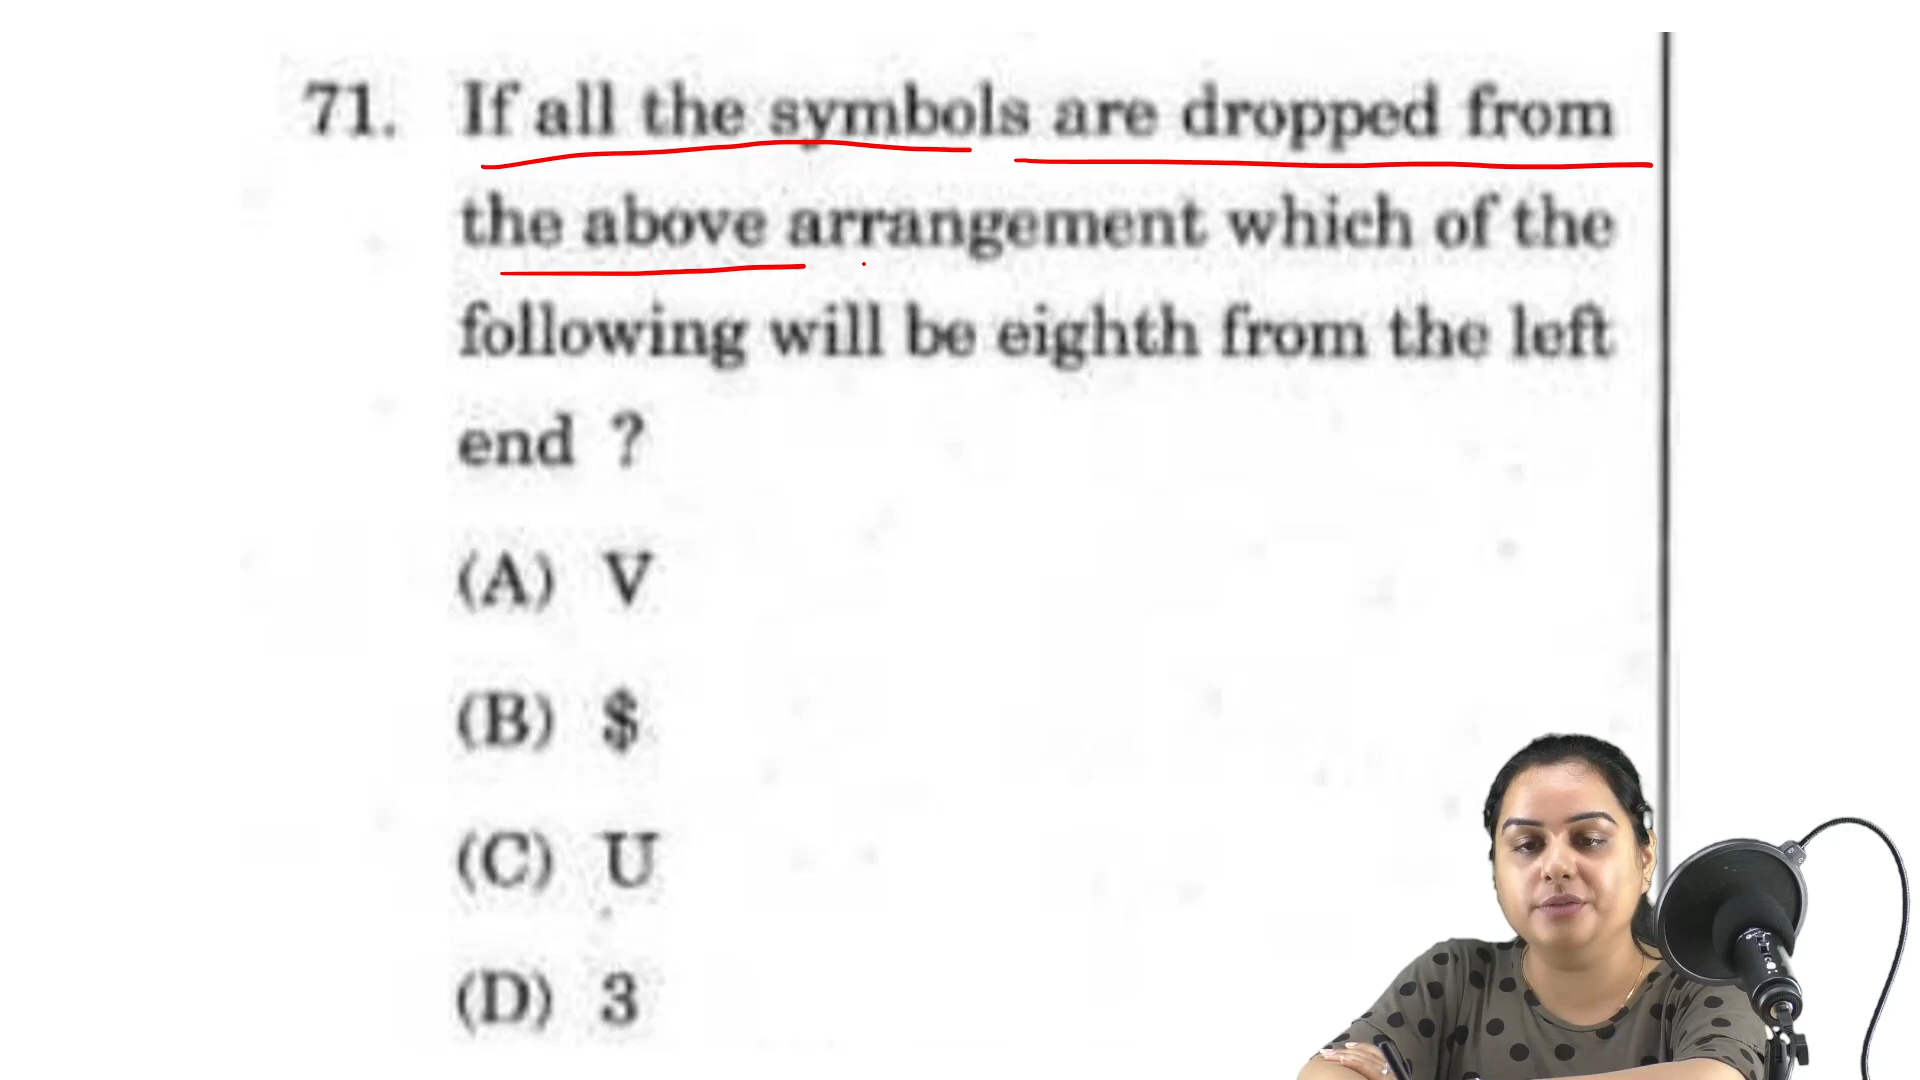 71. If all the symbols are dropped from
the above arrangement which of the
following will be eighth from the left
end ?
(A) V
(B) $
(C) U
(D) 3